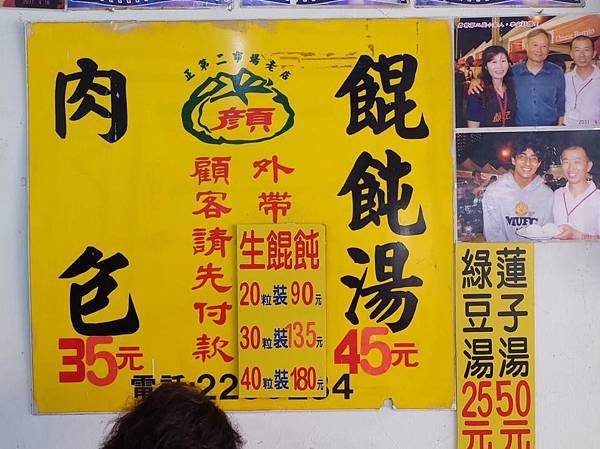 正第二市場老店
顏
餛飩湯
45元
外帶
顧客請先付款
肉包
35元
生餛飩
20粒裝90元
30粒裝135元
40粒裝180元
電話
蓮子湯50元
綠豆湯25元